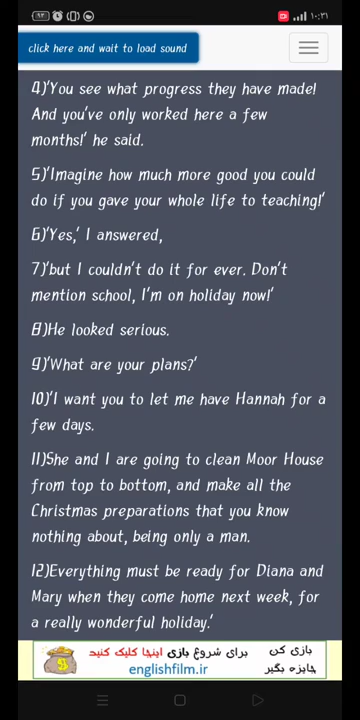 93
۱۰:۳۱
click here and wait to load sound
4)'You see what progress they have made!
And you've only worked here a few
months!' he said.
5)'Imagine how much more good you could
do if you gave your whole life to teaching!'
6)'Yes,' I answered,
7)'but I couldn't do it for ever. Don't
mention school, I'm on holiday now!'
8)He looked serious.
9)'What are your plans?'
10)'I want you to let me have Hannah for a
few days.
11)She and I are going to clean Moor House
from top to bottom, and make all the
Christmas preparations that you know
nothing about, being only a man.
12)Everything must be ready for Diana and
Mary when they come home next week, for
a really wonderful holiday.'
بازی کن
جایزه بگیر
برای شروع بازی اینجا کلیک کنید
englishfilm.ir